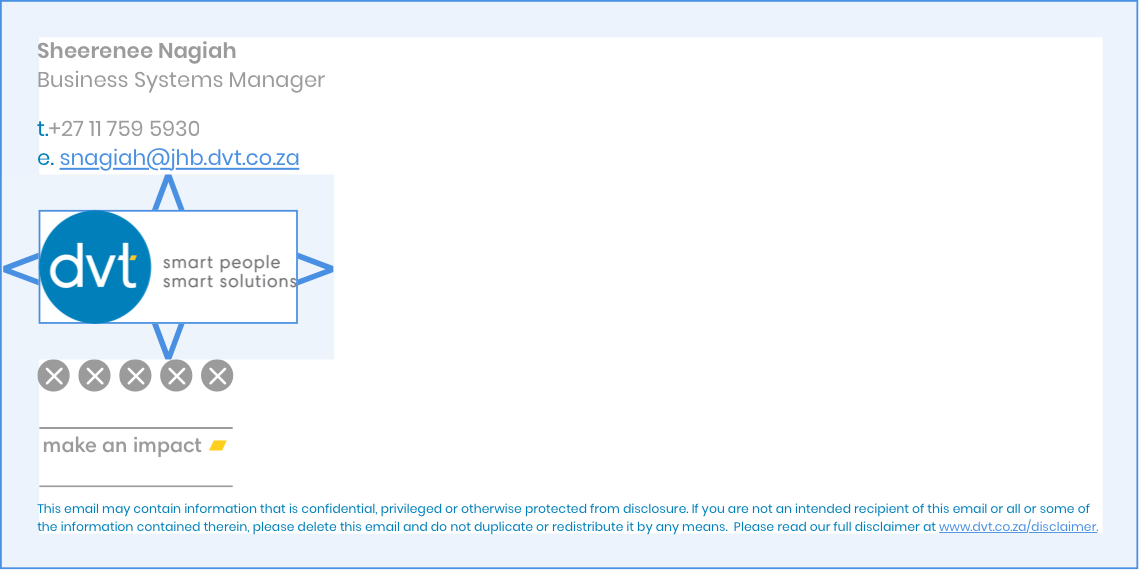 Sheerenee Nagiah
Business Systems Manager
t.+27 11 759 5930
e. snagiah@jhb.dvt.co.za
dvt
smart people
smart solutions
make an impact
This email may contain information that is confidential, privileged or otherwise protected from disclosure. If you are not an intended recipient of this email or all or some of
the information contained therein, please delete this email and do not duplicate or redistribute it by any means.  Please read our full disclaimer at www.dvt.co.za/disclaimer.